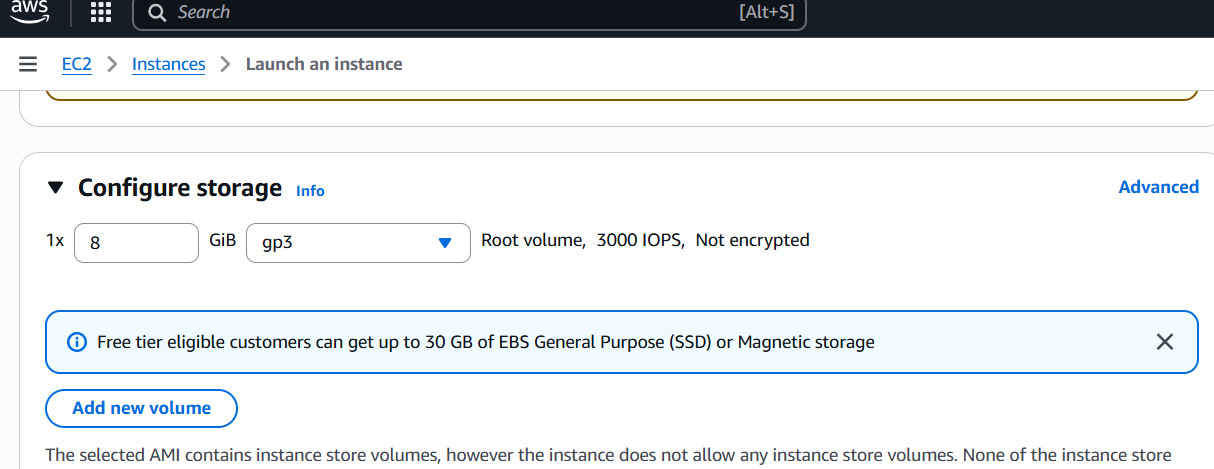 aws
Search [Alt+S]
EC2 Instances Launch an instance
Configure storage Info Advanced
1x 8 GiB gp3 Root volume, 3000 IOPS, Not encrypted
Free tier eligible customers can get up to 30 GB of EBS General Purpose (SSD) or Magnetic storage
Add new volume
The selected AMI contains instance store volumes, however the instance does not allow any instance store volumes. None of the instance store